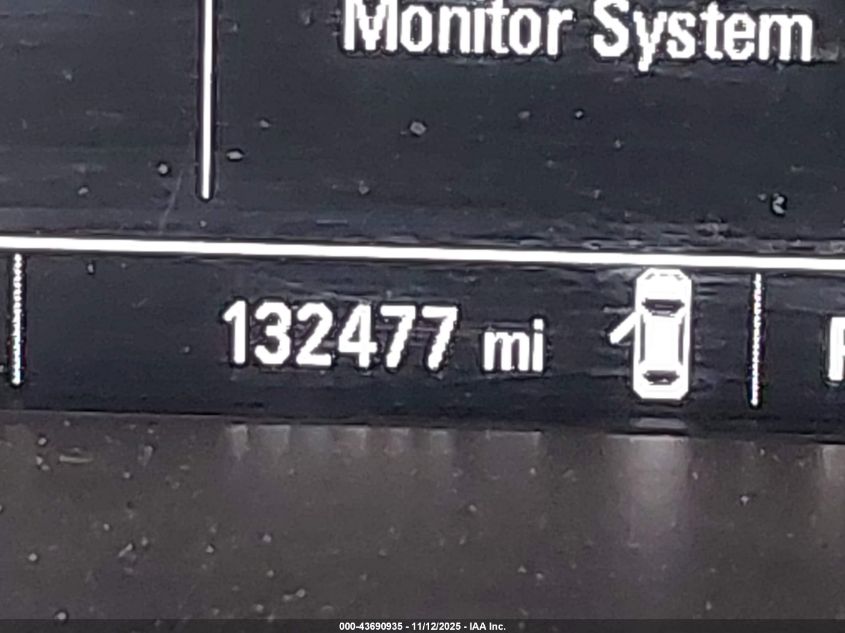 Monitor System
132477 mi
000-43690935 - 11/12/2025 - IAA Inc.